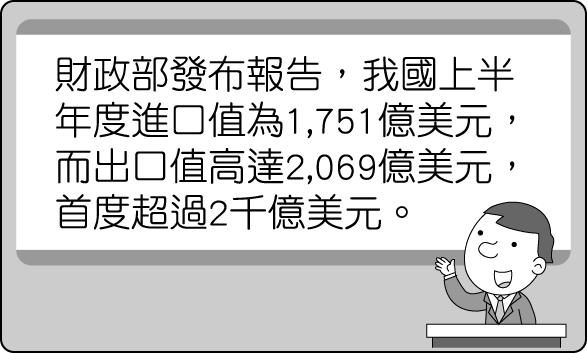 財政部發布報告，我國上半
年度進口值為1,751億美元，
而出口值高達2,069億美元，
首度超過2千億美元。